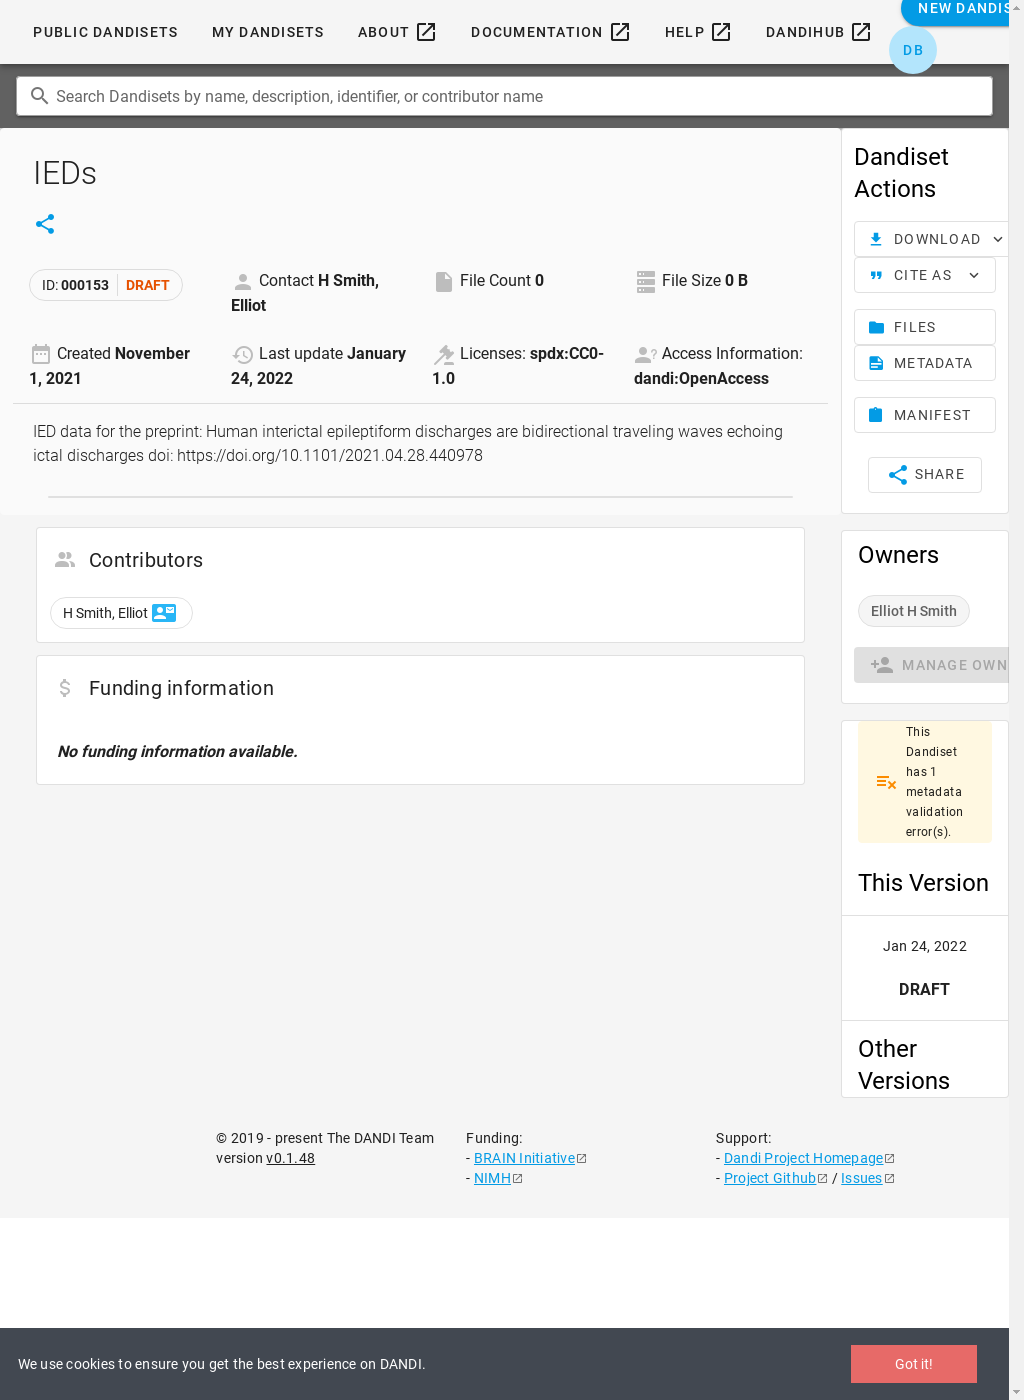 PUBLIC DANDISETS
MY DANDISETS
ABOUT
DOCUMENTATION
HELP
DANDIHUB
NEW DANDIS
DB
Search Dandisets by name, description, identifier, or contributor name
IEDs
ID: 000153 DRAFT
Contact H Smith,
Elliot
File Count 0
File Size 0 B
Created November
1, 2021
Last update January
24, 2022
Licenses: spdx:CC0-
1.0
Access Information:
dandi:OpenAccess
IED data for the preprint: Human interictal epileptiform discharges are bidirectional traveling waves echoing
ictal discharges doi: https://doi.org/10.1101/2021.04.28.440978
Contributors
H Smith, Elliot
Funding information
No funding information available.
Dandiset
Actions
DOWNLOAD
CITE AS
FILES
METADATA
MANIFEST
SHARE
Owners
Elliot H Smith
MANAGE OWN
This
Dandiset
has 1
metadata
validation
error(s).
This Version
Jan 24, 2022
DRAFT
Other
Versions
© 2019 - present The DANDI Team
version v0.1.48
Funding:
- BRAIN Initiative
- NIMH
Support:
- Dandi Project Homepage
- Project Github / Issues
We use cookies to ensure you get the best experience on DANDI.
Got it!